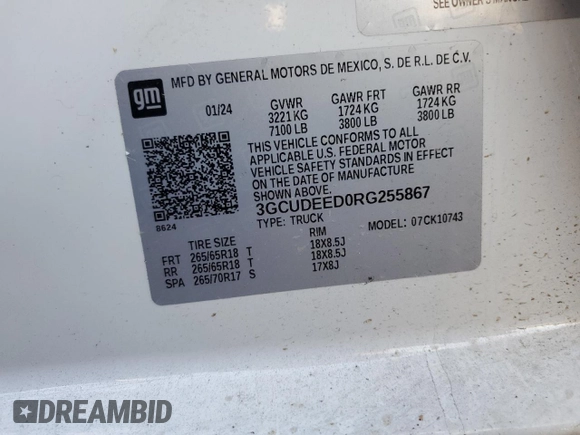 SEE OWNER'S MANUAL
gm
MFD BY GENERAL MOTORS DE MEXICO, S. DE R.L. DE C.V.
01/24 GVWR GAWR FRT GAWR RR
3221 KG 1724 KG 1724 KG
7100 LB 3800 LB 3800 LB
THIS VEHICLE CONFORMS TO ALL
APPLICABLE U.S. FEDERAL MOTOR
VEHICLE SAFETY STANDARDS IN EFFECT
ON THE DATE OF MANUFACTURE
SHOWN ABOVE.
3GCUDEED0RG255867
TYPE: TRUCK 07CK10743
8624
TIRE SIZE RIM
FRT 265/65R18 T 18X8.5J
RR 265/65R18 T 18X8.5J
SPA 265/70R17 S 17X8J
DREAMBID